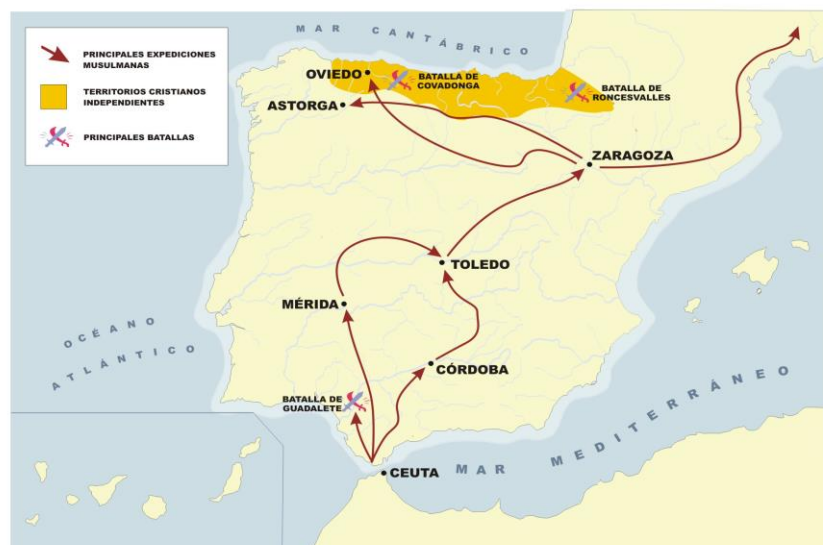 MAR CANTÁBRICO
PRINCIPALES EXPEDICIONES
MUSULMANAS
TERRITORIOS CRISTIANOS
INDEPENDIENTES
PRINCIPALES BATALLAS
OVIEDO
BATALLA DE
COVADONGA
BATALLA DE
RONCESVALLES
ASTORGA
ZARAGOZA
TOLEDO
MÉRIDA
OCÉANO
ATLÁNTICO
CÓRDOBA
BATALLA DE
GUADALETE
MAR MEDITERRÁNEO
CEUTA